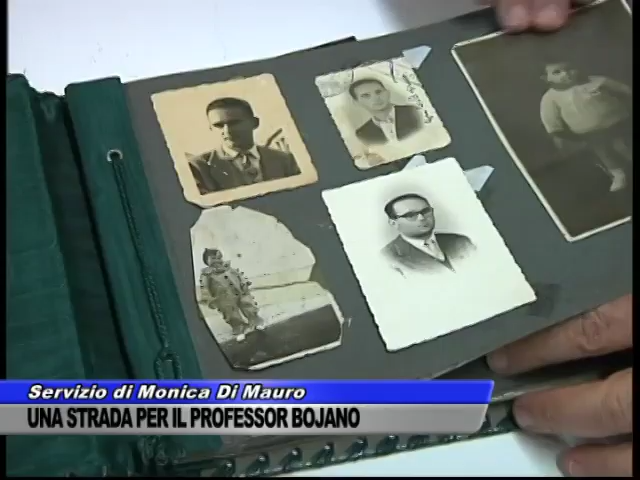 Servizio di Monica Di Mauro
UNA STRADA PER IL PROFESSOR BOJANO